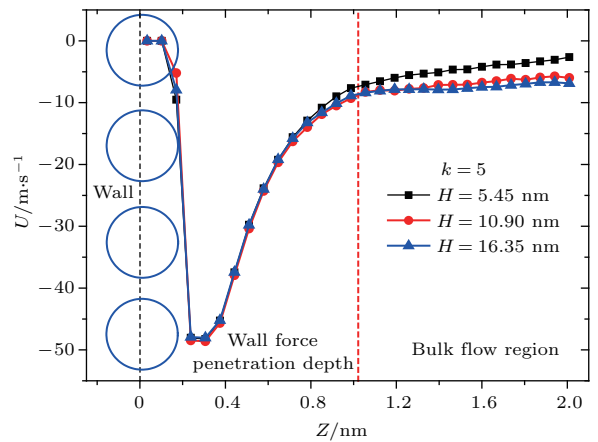 0
−10
−20
−30
−40
−50
U/m·s⁻¹
Wall
k = 5
H = 5.45 nm
H = 10.90 nm
H = 16.35 nm
Wall force
penetration depth
Bulk flow region
0
0.4
0.8
1.2
1.6
2.0
Z/nm